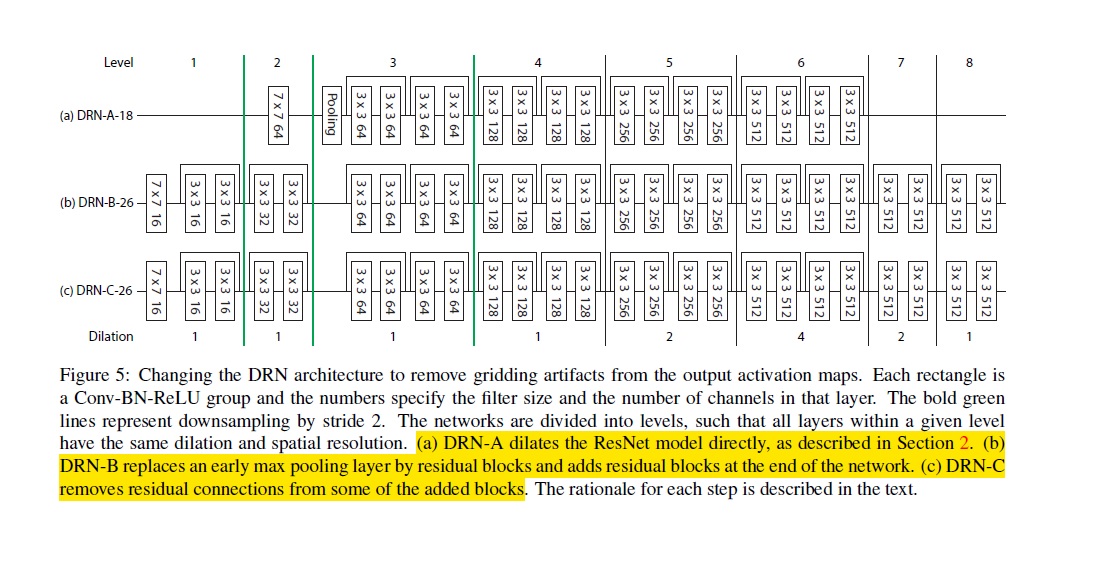 Level 1 2 3 4 5 6 7 8
(a) DRN-A-18 7 x 7 64 Pooling 3 x 3 64 3 x 3 64 3 x 3 64 3 x 3 64 3 x 3 128 3 x 3 128 3 x 3 128 3 x 3 128 3 x 3 256 3 x 3 256 3 x 3 256 3 x 3 256 3 x 3 512 3 x 3 512 3 x 3 512 3 x 3 512
(b) DRN-B-26 7 x 7 16 3 x 3 16 3 x 3 16 3 x 3 32 3 x 3 32 3 x 3 64 3 x 3 64 3 x 3 64 3 x 3 64 3 x 3 128 3 x 3 128 3 x 3 128 3 x 3 128 3 x 3 256 3 x 3 256 3 x 3 256 3 x 3 256 3 x 3 512 3 x 3 512 3 x 3 512 3 x 3 512 3 x 3 512 3 x 3 512 3 x 3 512 3 x 3 512
(c) DRN-C-26 7 x 7 16 3 x 3 16 3 x 3 16 3 x 3 32 3 x 3 32 3 x 3 64 3 x 3 64 3 x 3 64 3 x 3 64 3 x 3 128 3 x 3 128 3 x 3 128 3 x 3 128 3 x 3 256 3 x 3 256 3 x 3 256 3 x 3 256 3 x 3 512 3 x 3 512 3 x 3 512 3 x 3 512 3 x 3 512 3 x 3 512 3 x 3 512 3 x 3 512
Dilation 1 1 1 1 2 4 2 1
Figure 5: Changing the DRN architecture to remove gridding artifacts from the output activation maps. Each rectangle is
a Conv-BN-ReLU group and the numbers specify the filter size and the number of channels in that layer. The bold green
lines represent downsampling by stride 2. The networks are divided into levels, such that all layers within a given level
have the same dilation and spatial resolution. (a) DRN-A dilates the ResNet model directly, as described in Section 2. (b)
DRN-B replaces an early max pooling layer by residual blocks and adds residual blocks at the end of the network. (c) DRN-C
removes residual connections from some of the added blocks. The rationale for each step is described in the text.